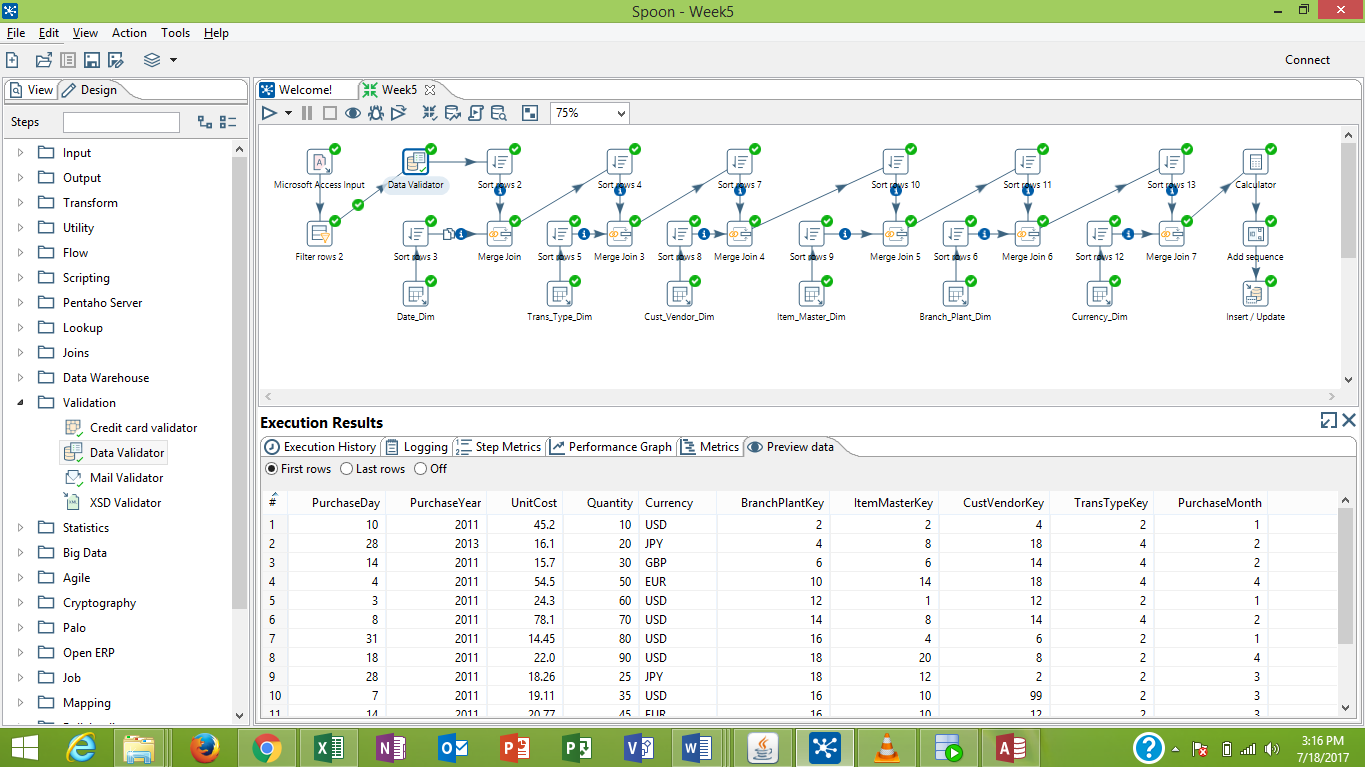 Spoon - Week5
File Edit View Action Tools Help
Connect
View Design
Steps
Input
Output
Transform
Utility
Flow
Scripting
Pentaho Server
Lookup
Joins
Data Warehouse
Validation
Credit card validator
Data Validator
Mail Validator
XSD Validator
Statistics
Big Data
Agile
Cryptography
Palo
Open ERP
Job
Mapping
Welcome! Week5
75%
Microsoft Access Input Data Validator Sort rows 2 Sort rows 4 Sort rows 7 Sort rows 10 Sort rows 11 Sort rows 13 Calculator
Filter rows 2 Sort rows 3 Merge Join Sort rows 5 Merge Join 3 Sort rows 8 Merge Join 4 Sort rows 9 Merge Join 5 Sort rows 6 Merge Join 6 Sort rows 12 Merge Join 7 Add sequence
Date_Dim Trans_Type_Dim Cust_Vendor_Dim Item_Master_Dim Branch_Plant_Dim Currency_Dim Insert / Update
Execution Results
Execution History Logging Step Metrics Performance Graph Metrics Preview data
First rows Last rows Off
# PurchaseDay PurchaseYear UnitCost Quantity Currency BranchPlantKey ItemMasterKey CustVendorKey TransTypeKey PurchaseMonth
1 10 2011 45.2 10 USD 2 2 4 2 1
2 28 2013 16.1 20 JPY 4 8 18 4 2
3 14 2011 15.7 30 GBP 6 6 14 4 2
4 4 2011 54.5 50 EUR 10 14 18 4 4
5 3 2011 24.3 60 USD 12 1 12 2 1
6 8 2011 78.1 70 USD 14 8 14 4 2
7 31 2011 14.45 80 USD 16 4 6 2 1
8 18 2011 22.0 90 USD 18 20 8 2 4
9 28 2011 18.26 25 JPY 18 12 2 2 3
10 7 2011 19.11 35 USD 16 10 99 2 3
11 14 2011 20.77 45 EUR 16 10 12 2 3
3:16 PM
7/18/2017